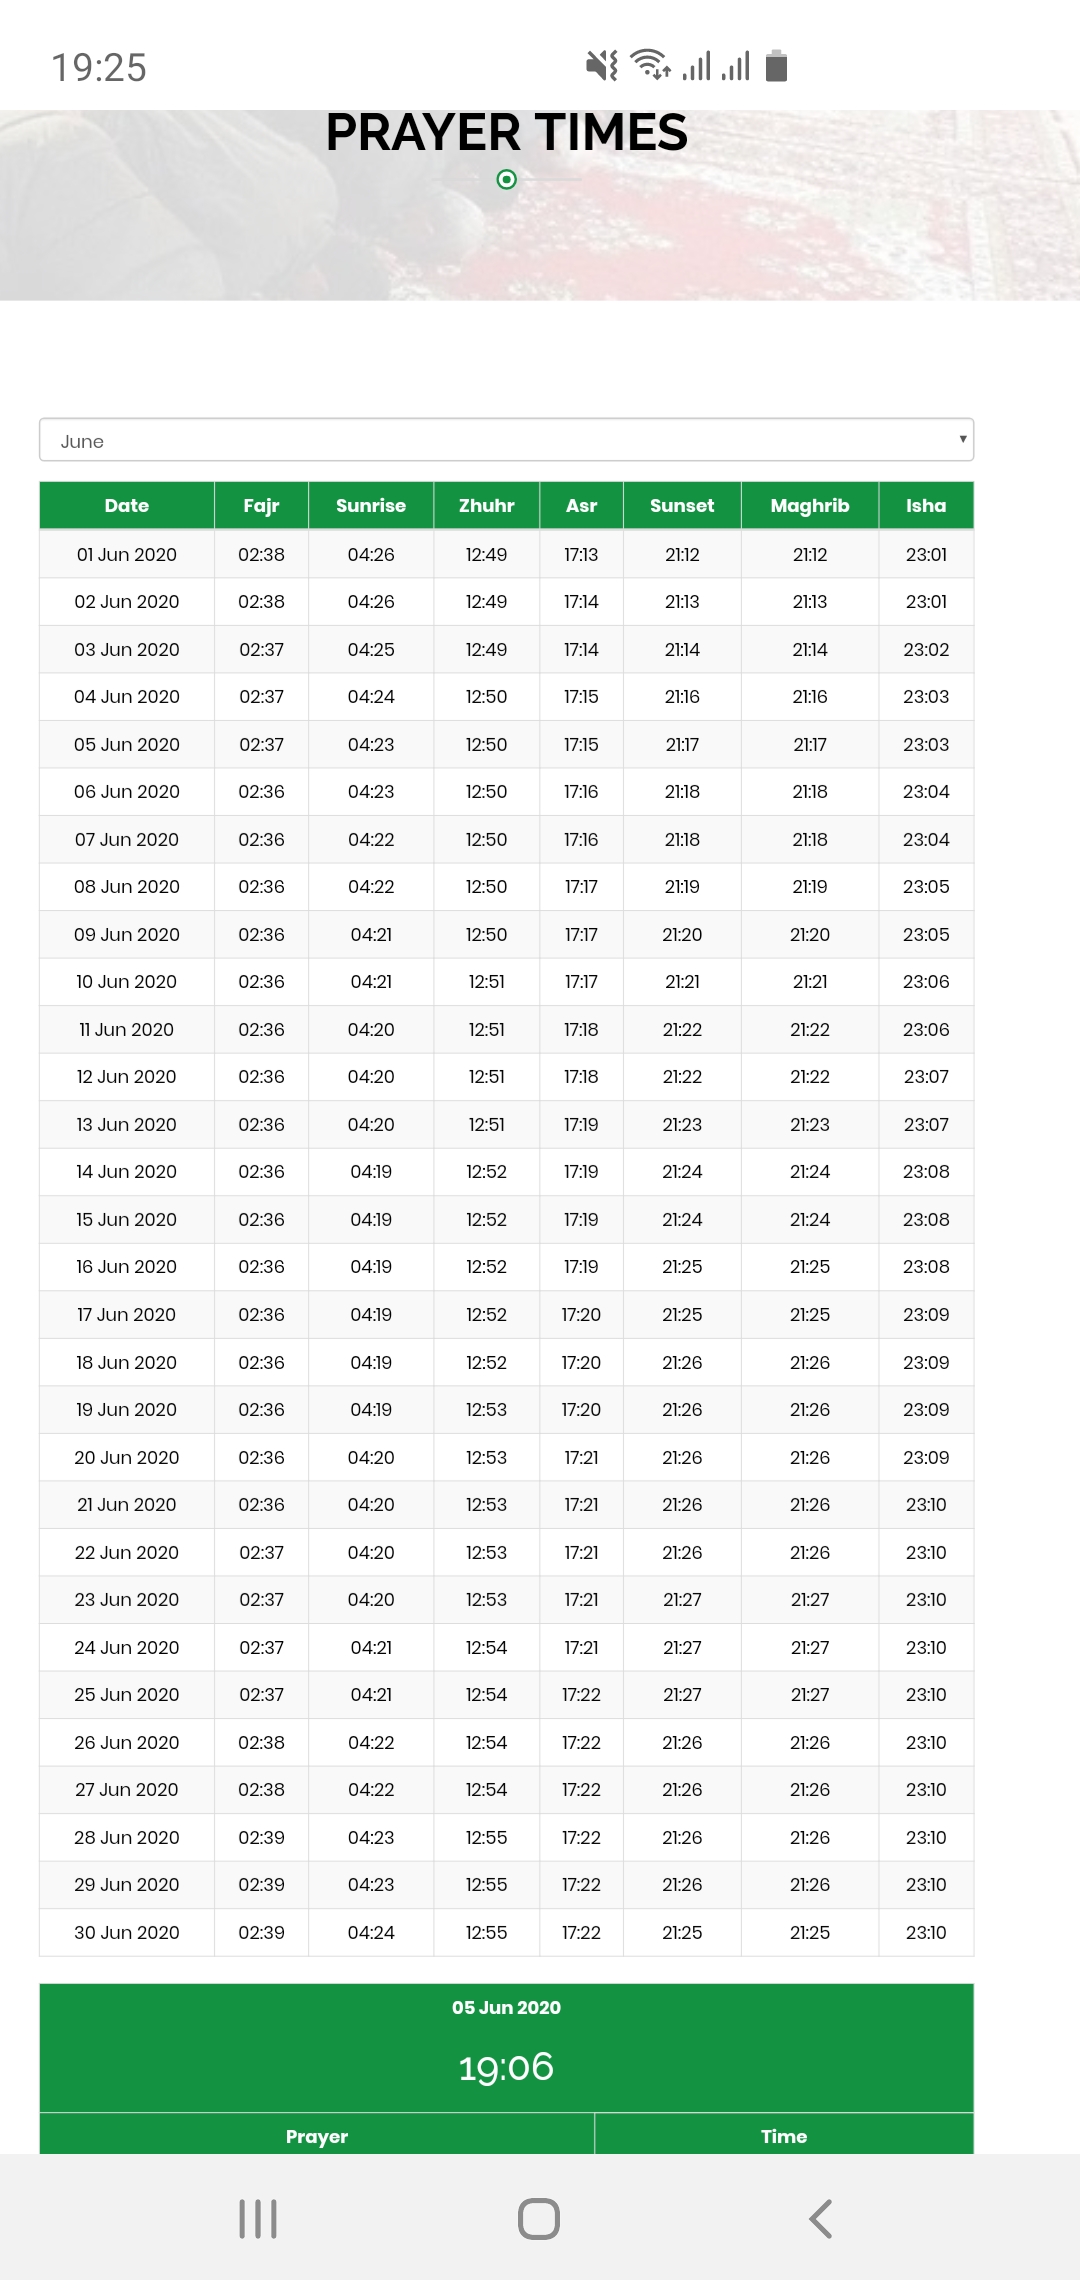 19:25
PRAYER TIMES
June
Date Fajr Sunrise Zhuhr Asr Sunset Maghrib Isha
01 Jun 2020 02:38 04:26 12:49 17:13 21:12 21:12 23:01
02 Jun 2020 02:38 04:26 12:49 17:14 21:13 21:13 23:01
03 Jun 2020 02:37 04:25 12:49 17:14 21:14 21:14 23:02
04 Jun 2020 02:37 04:24 12:50 17:15 21:16 21:16 23:03
05 Jun 2020 02:37 04:23 12:50 17:15 21:17 21:17 23:03
06 Jun 2020 02:36 04:23 12:50 17:16 21:18 21:18 23:04
07 Jun 2020 02:36 04:22 12:50 17:16 21:18 21:18 23:04
08 Jun 2020 02:36 04:22 12:50 17:17 21:19 21:19 23:05
09 Jun 2020 02:36 04:21 12:50 17:17 21:20 21:20 23:05
10 Jun 2020 02:36 04:21 12:51 17:17 21:21 21:21 23:06
11 Jun 2020 02:36 04:20 12:51 17:18 21:22 21:22 23:06
12 Jun 2020 02:36 04:20 12:51 17:18 21:22 21:22 23:07
13 Jun 2020 02:36 04:20 12:51 17:19 21:23 21:23 23:07
14 Jun 2020 02:36 04:19 12:52 17:19 21:24 21:24 23:08
15 Jun 2020 02:36 04:19 12:52 17:19 21:24 21:24 23:08
16 Jun 2020 02:36 04:19 12:52 17:19 21:25 21:25 23:08
17 Jun 2020 02:36 04:19 12:52 17:20 21:25 21:25 23:09
18 Jun 2020 02:36 04:19 12:52 17:20 21:26 21:26 23:09
19 Jun 2020 02:36 04:19 12:53 17:20 21:26 21:26 23:09
20 Jun 2020 02:36 04:20 12:53 17:21 21:26 21:26 23:09
21 Jun 2020 02:36 04:20 12:53 17:21 21:26 21:26 23:10
22 Jun 2020 02:37 04:20 12:53 17:21 21:26 21:26 23:10
23 Jun 2020 02:37 04:20 12:53 17:21 21:27 21:27 23:10
24 Jun 2020 02:37 04:21 12:54 17:21 21:27 21:27 23:10
25 Jun 2020 02:37 04:21 12:54 17:22 21:27 21:27 23:10
26 Jun 2020 02:38 04:22 12:54 17:22 21:26 21:26 23:10
27 Jun 2020 02:38 04:22 12:54 17:22 21:26 21:26 23:10
28 Jun 2020 02:39 04:23 12:55 17:22 21:26 21:26 23:10
29 Jun 2020 02:39 04:23 12:55 17:22 21:26 21:26 23:10
30 Jun 2020 02:39 04:24 12:55 17:22 21:25 21:25 23:10
05 Jun 2020
19:06
Prayer Time